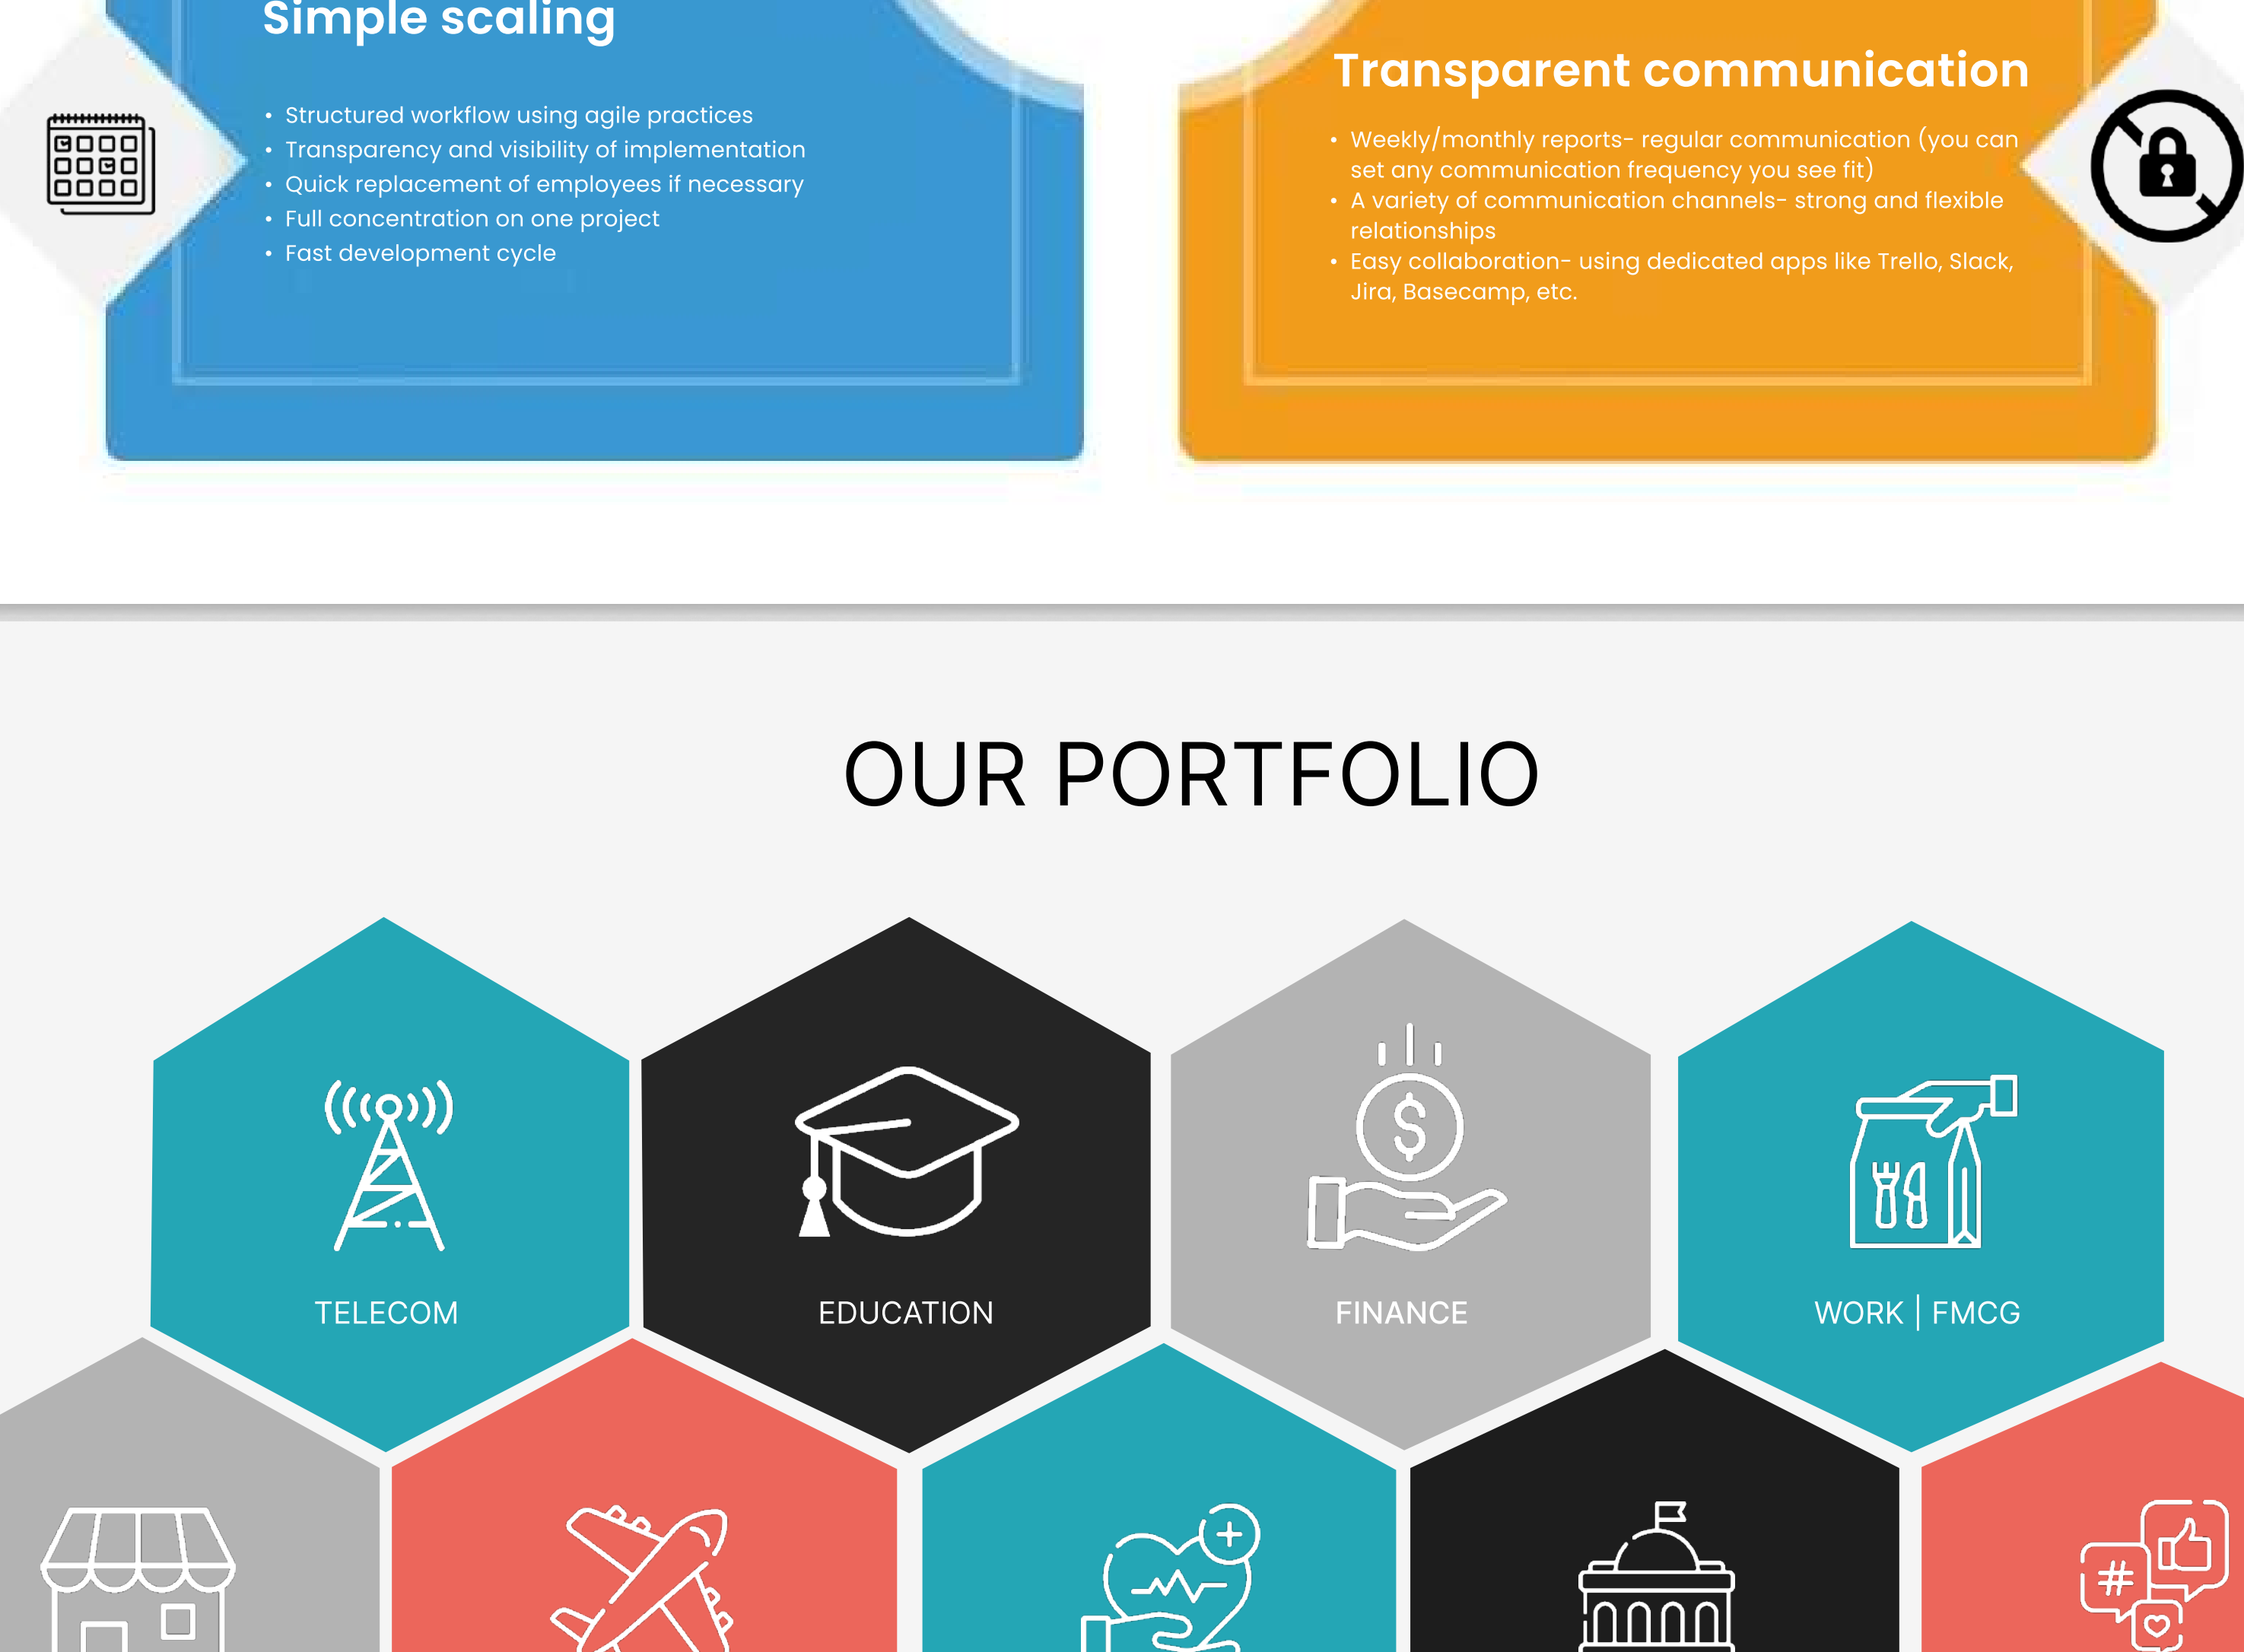 Simple scaling
• Structured workflow using agile practices
• Transparency and visibility of implementation
• Quick replacement of employees if necessary
• Full concentration on one project
• Fast development cycle
Transparent communication
• Weekly/monthly reports- regular communication (you can
set any communication frequency you see fit)
• A variety of communication channels- strong and flexible
relationships
• Easy collaboration- using dedicated apps like Trello, Slack,
Jira, Basecamp, etc.
OUR PORTFOLIO
$
TELECOM
EDUCATION
FINANCE
WORK | FMCG
#